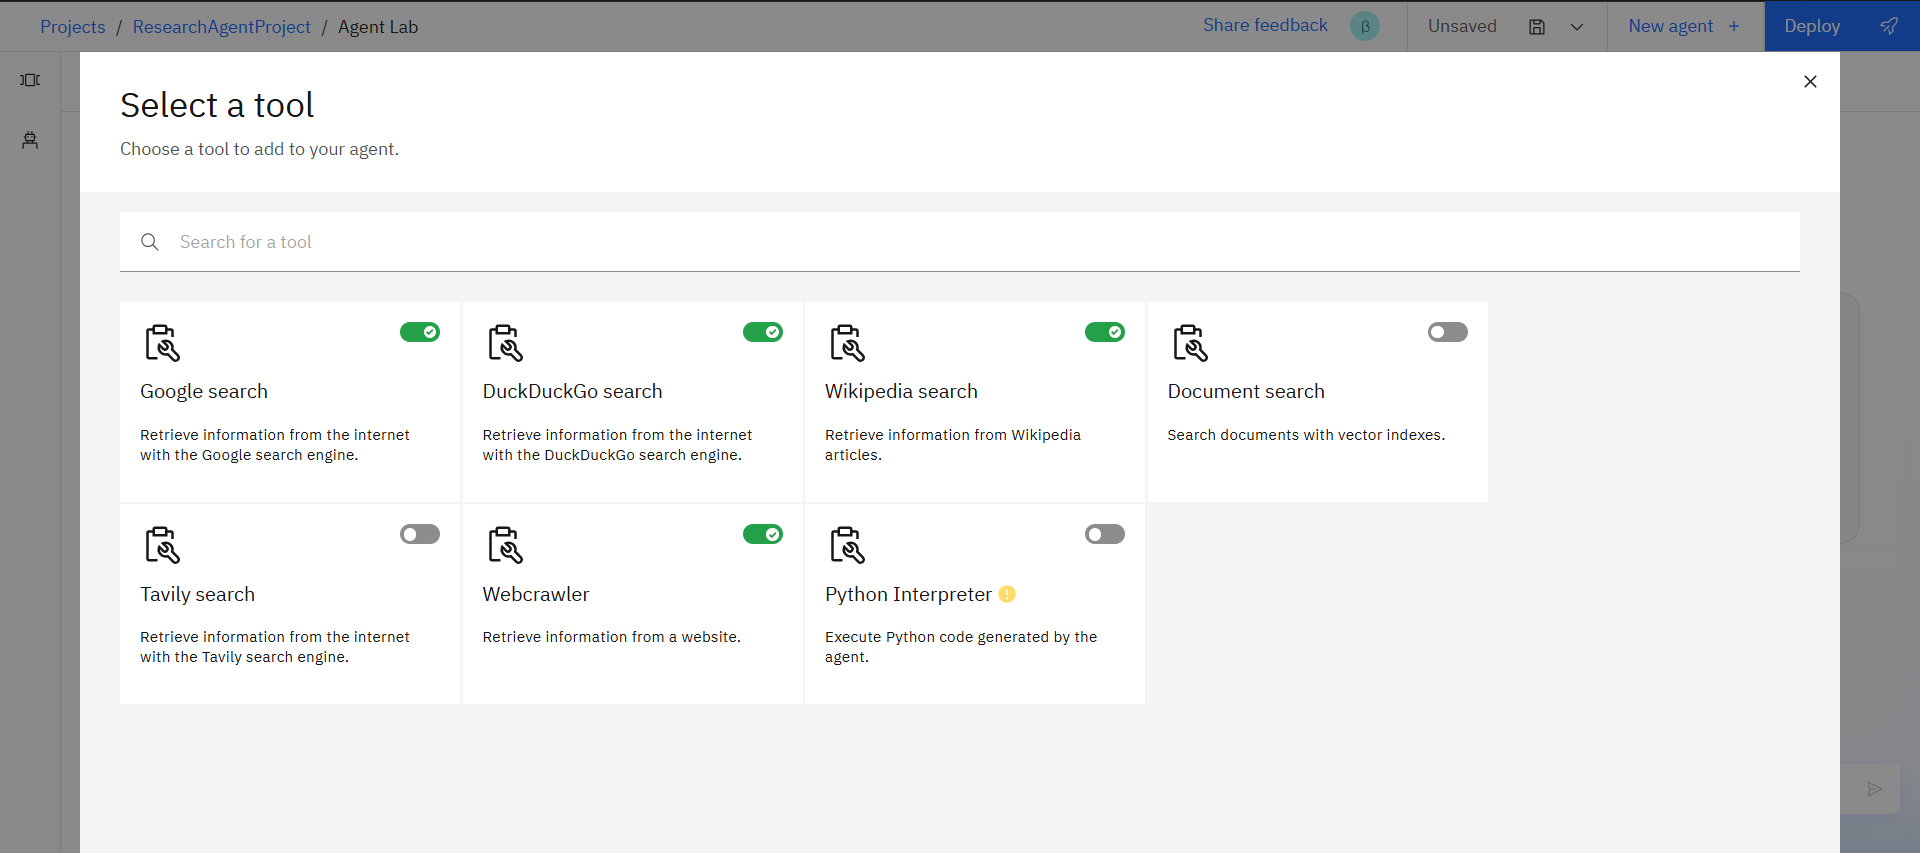 Projects / ResearchAgentProject / Agent Lab
Share feedback β Unsaved New agent + Deploy
Select a tool
Choose a tool to add to your agent.
Search for a tool
Google search
Retrieve information from the internet
with the Google search engine.
DuckDuckGo search
Retrieve information from the internet
with the DuckDuckGo search engine.
Wikipedia search
Retrieve information from Wikipedia
articles.
Document search
Search documents with vector indexes.
Tavily search
Retrieve information from the internet
with the Tavily search engine.
Webcrawler
Retrieve information from a website.
Python Interpreter
Execute Python code generated by the
agent.